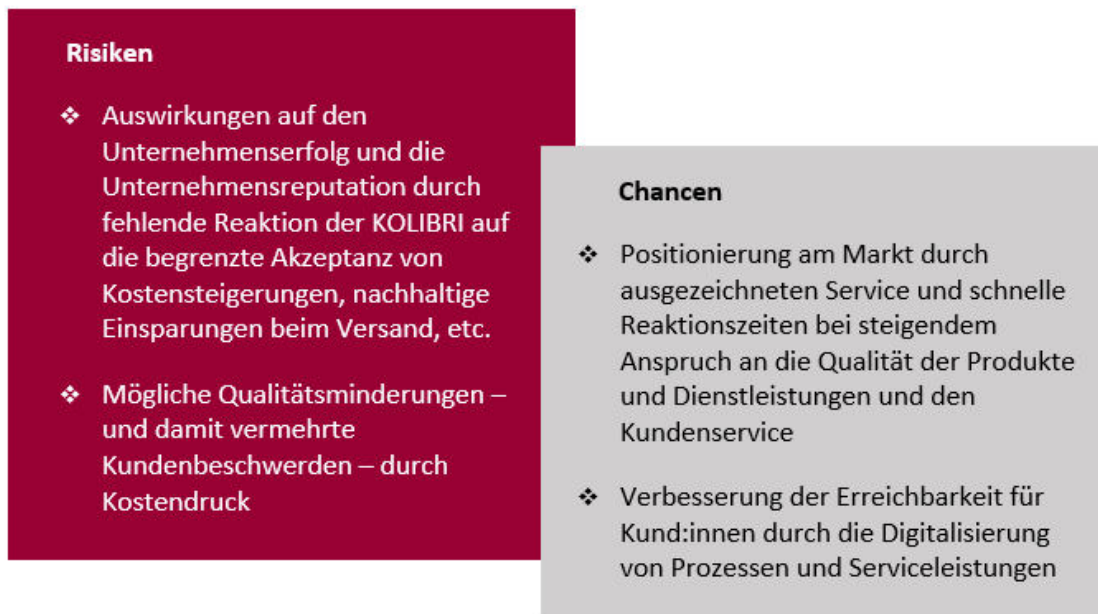 Risiken
❖ Auswirkungen auf den
Unternehmenserfolg und die
Unternehmensreputation durch
fehlende Reaktion der KOLIBRI auf
die begrenzte Akzeptanz von
Kostensteigerungen, nachhaltige
Einsparungen beim Versand, etc.
❖ Mögliche Qualitätsminderungen –
und damit vermehrte
Kundenbeschwerden – durch
Kostendruck
Chancen
❖ Positionierung am Markt durch
ausgezeichneten Service und schnelle
Reaktionszeiten bei steigendem
Anspruch an die Qualität der Produkte
und Dienstleistungen und den
Kundenservice
❖ Verbesserung der Erreichbarkeit für
Kund:innen durch die Digitalisierung
von Prozessen und Serviceleistungen